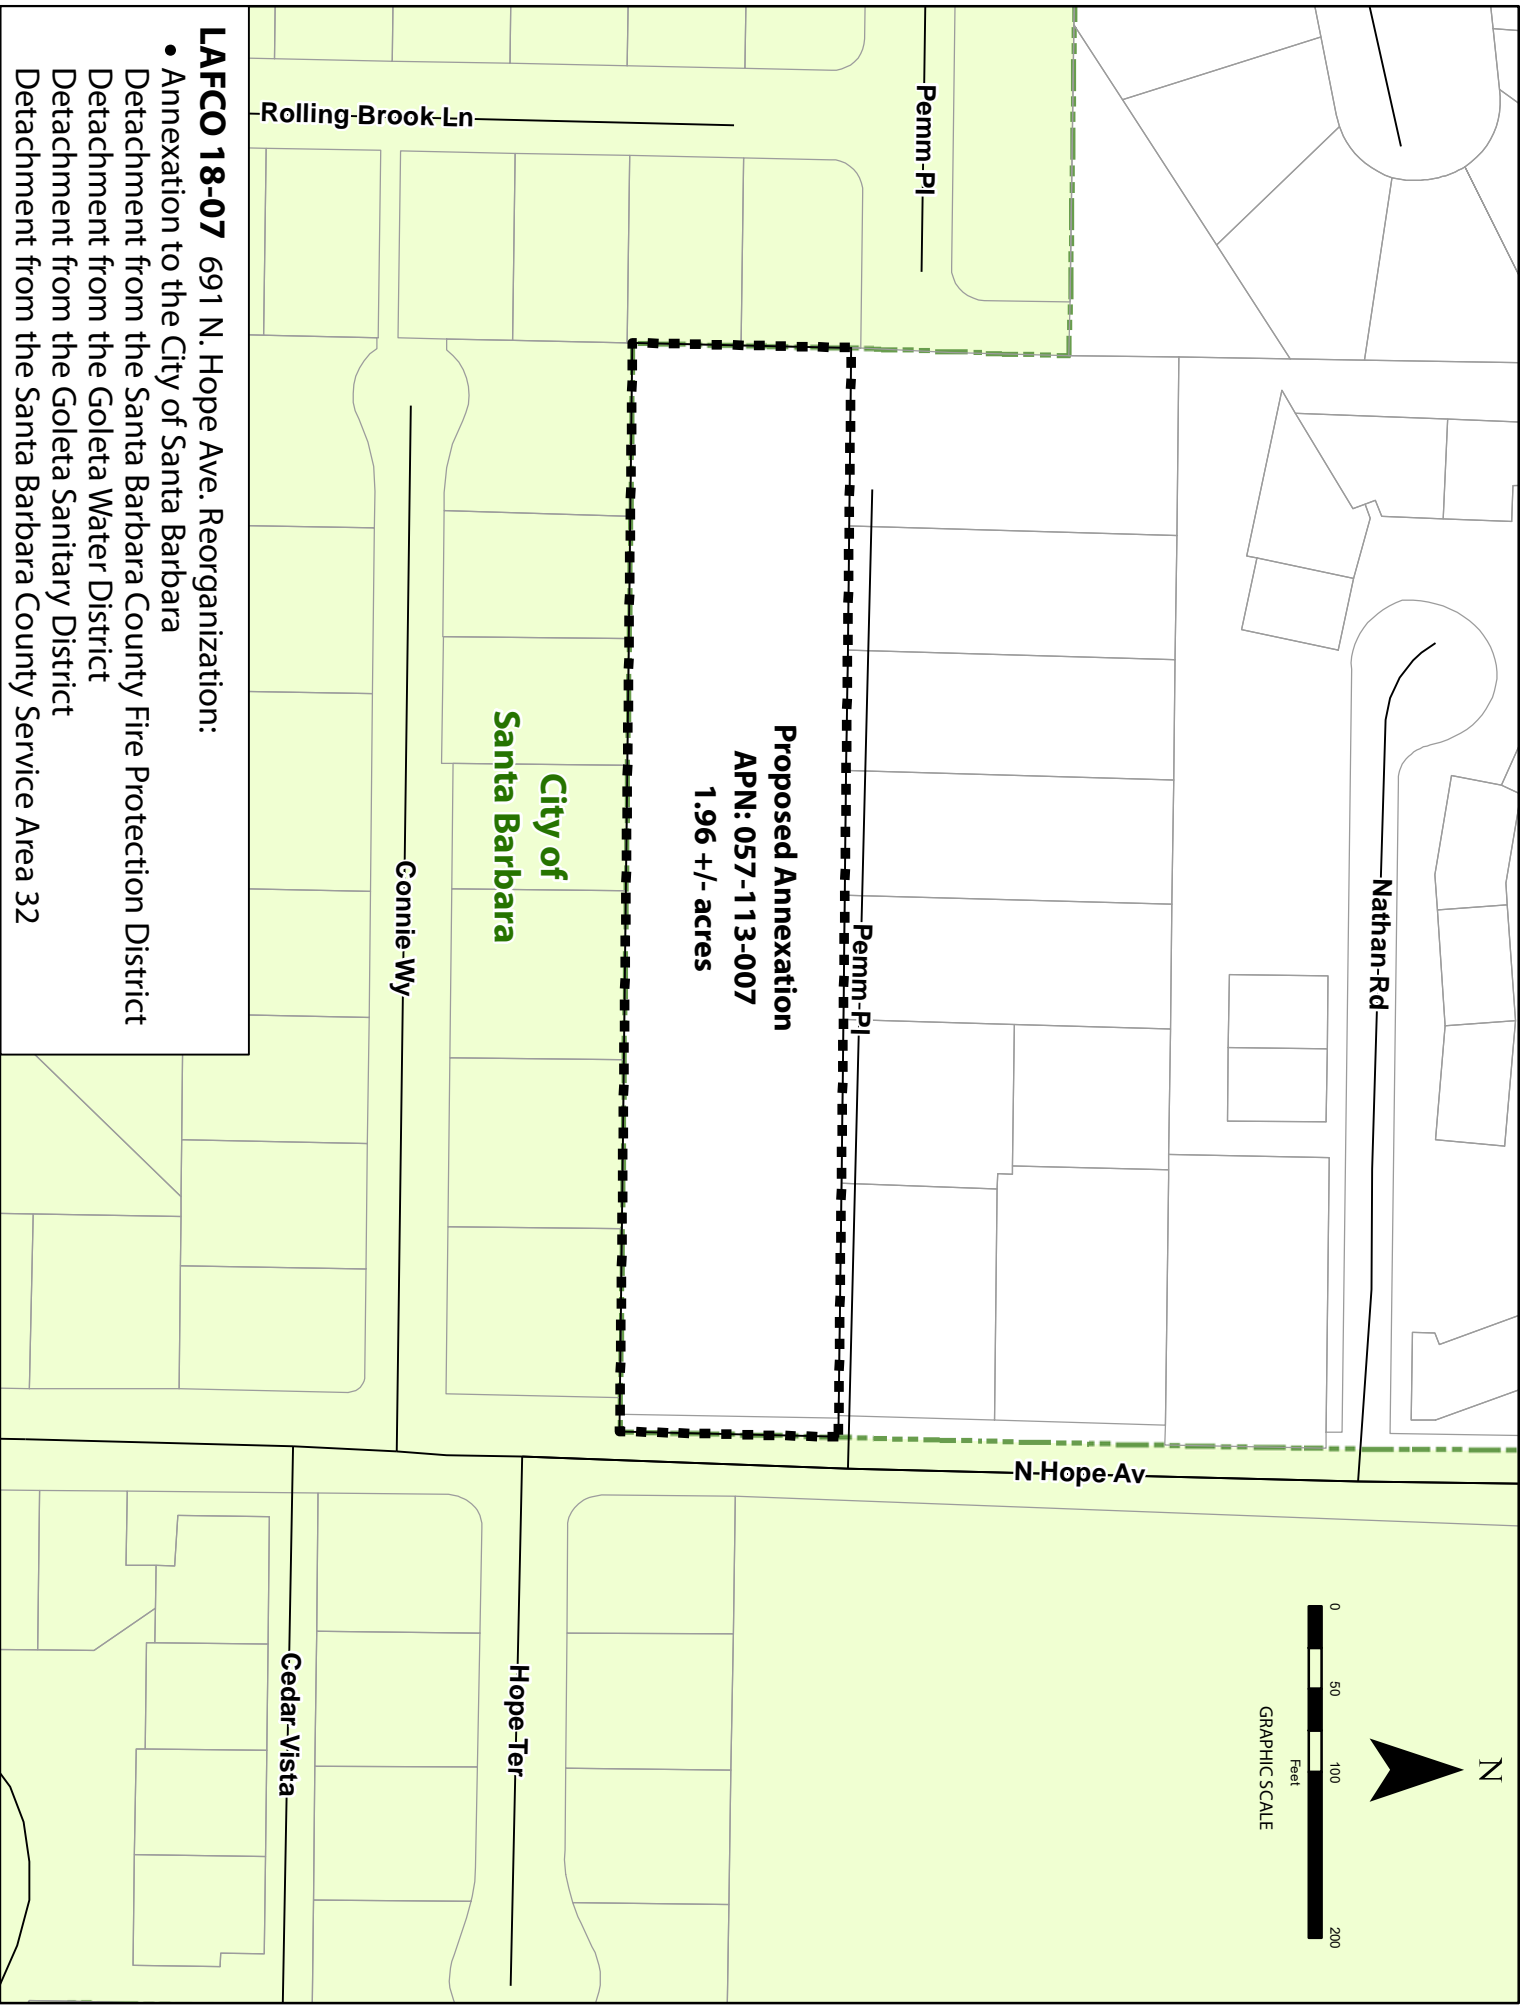 N
0 50 100 200
Feet
GRAPHIC SCALE
Nathan Rd
Pemm Pl
Pemm Pl
N Hope Av
Proposed Annexation
APN: 057-113-007
1.96 +/- acres
City of
Santa Barbara
Rolling Brook Ln
Connie Wy
Hope Ter
Cedar Vista
LAFCO 18-07 691 N. Hope Ave. Reorganization:
• Annexation to the City of Santa Barbara
Detachment from the Santa Barbara County Fire Protection District
Detachment from the Goleta Water District
Detachment from the Goleta Sanitary District
Detachment from the Santa Barbara County Service Area 32